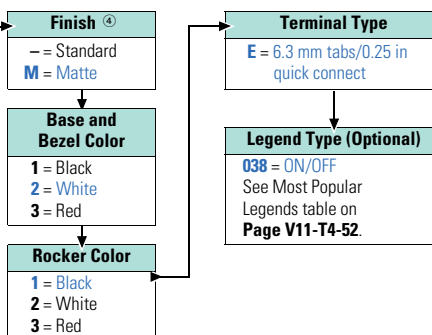 Finish ④
– = Standard
M = Matte
Base and
Bezel Color
1 = Black
2 = White
3 = Red
Rocker Color
1 = Black
2 = White
3 = Red
Terminal Type
E = 6.3 mm tabs/0.25 in
quick connect
Legend Type (Optional)
038 = ON/OFF
See Most Popular
Legends table on
Page V11-T4-52.